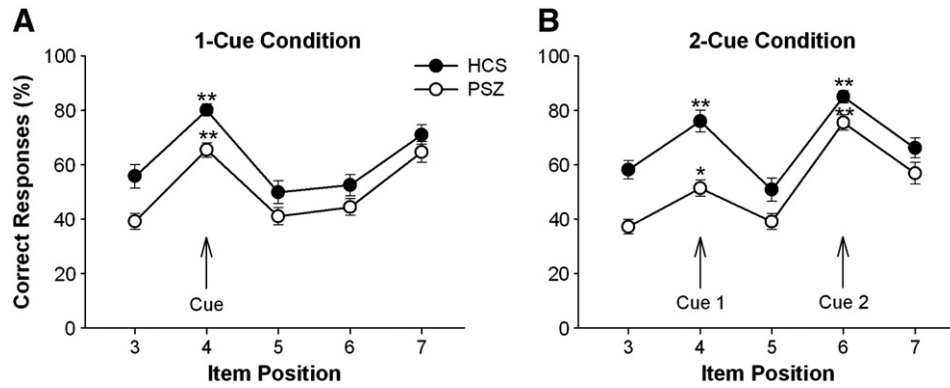 A
1-Cue Condition
Correct Responses (%)
100
80
60
40
20
0
HCS
PSZ
**
**
Cue
3 4 5 6 7
Item Position
B
2-Cue Condition
100
80
60
40
20
0
**
*
**
**
Cue 1
Cue 2
3 4 5 6 7
Item Position